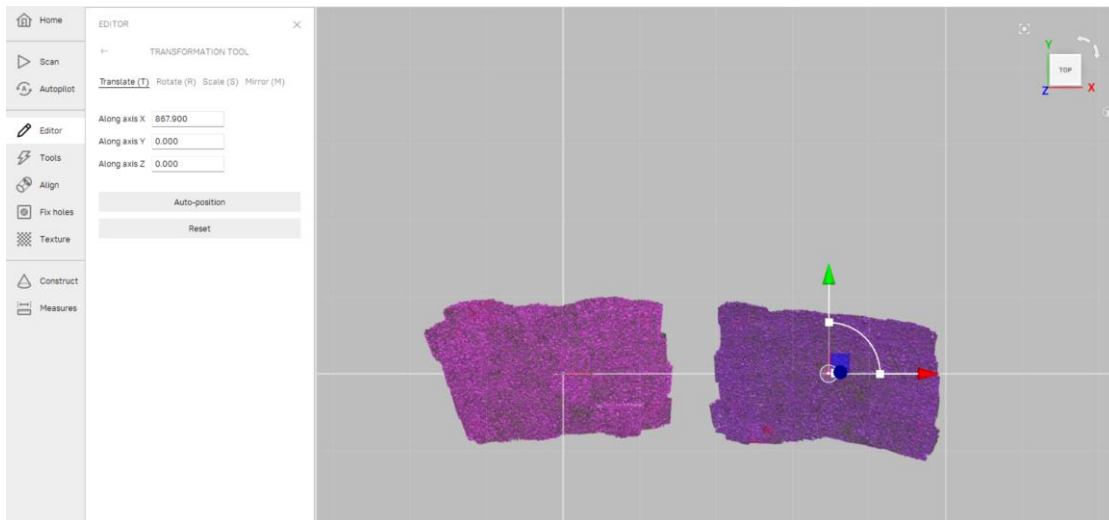 Home
Scan
Autopilot
Editor
Tools
Align
Fix holes
Texture
Construct
Measures
EDITOR
TRANSFORMATION TOOL
Translate (T) Rotate (R) Scale (S) Mirror (M)
Along axis X 867.900
Along axis Y 0.000
Along axis Z 0.000
Auto-position
Reset
Y
TOP
Z X